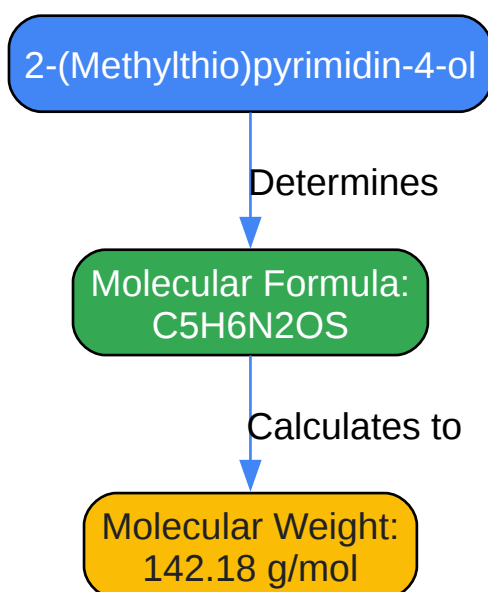 2-(Methylthio)pyrimidin-4-ol
Determines
Molecular Formula:
C5H6N2OS
Calculates to
Molecular Weight:
142.18 g/mol